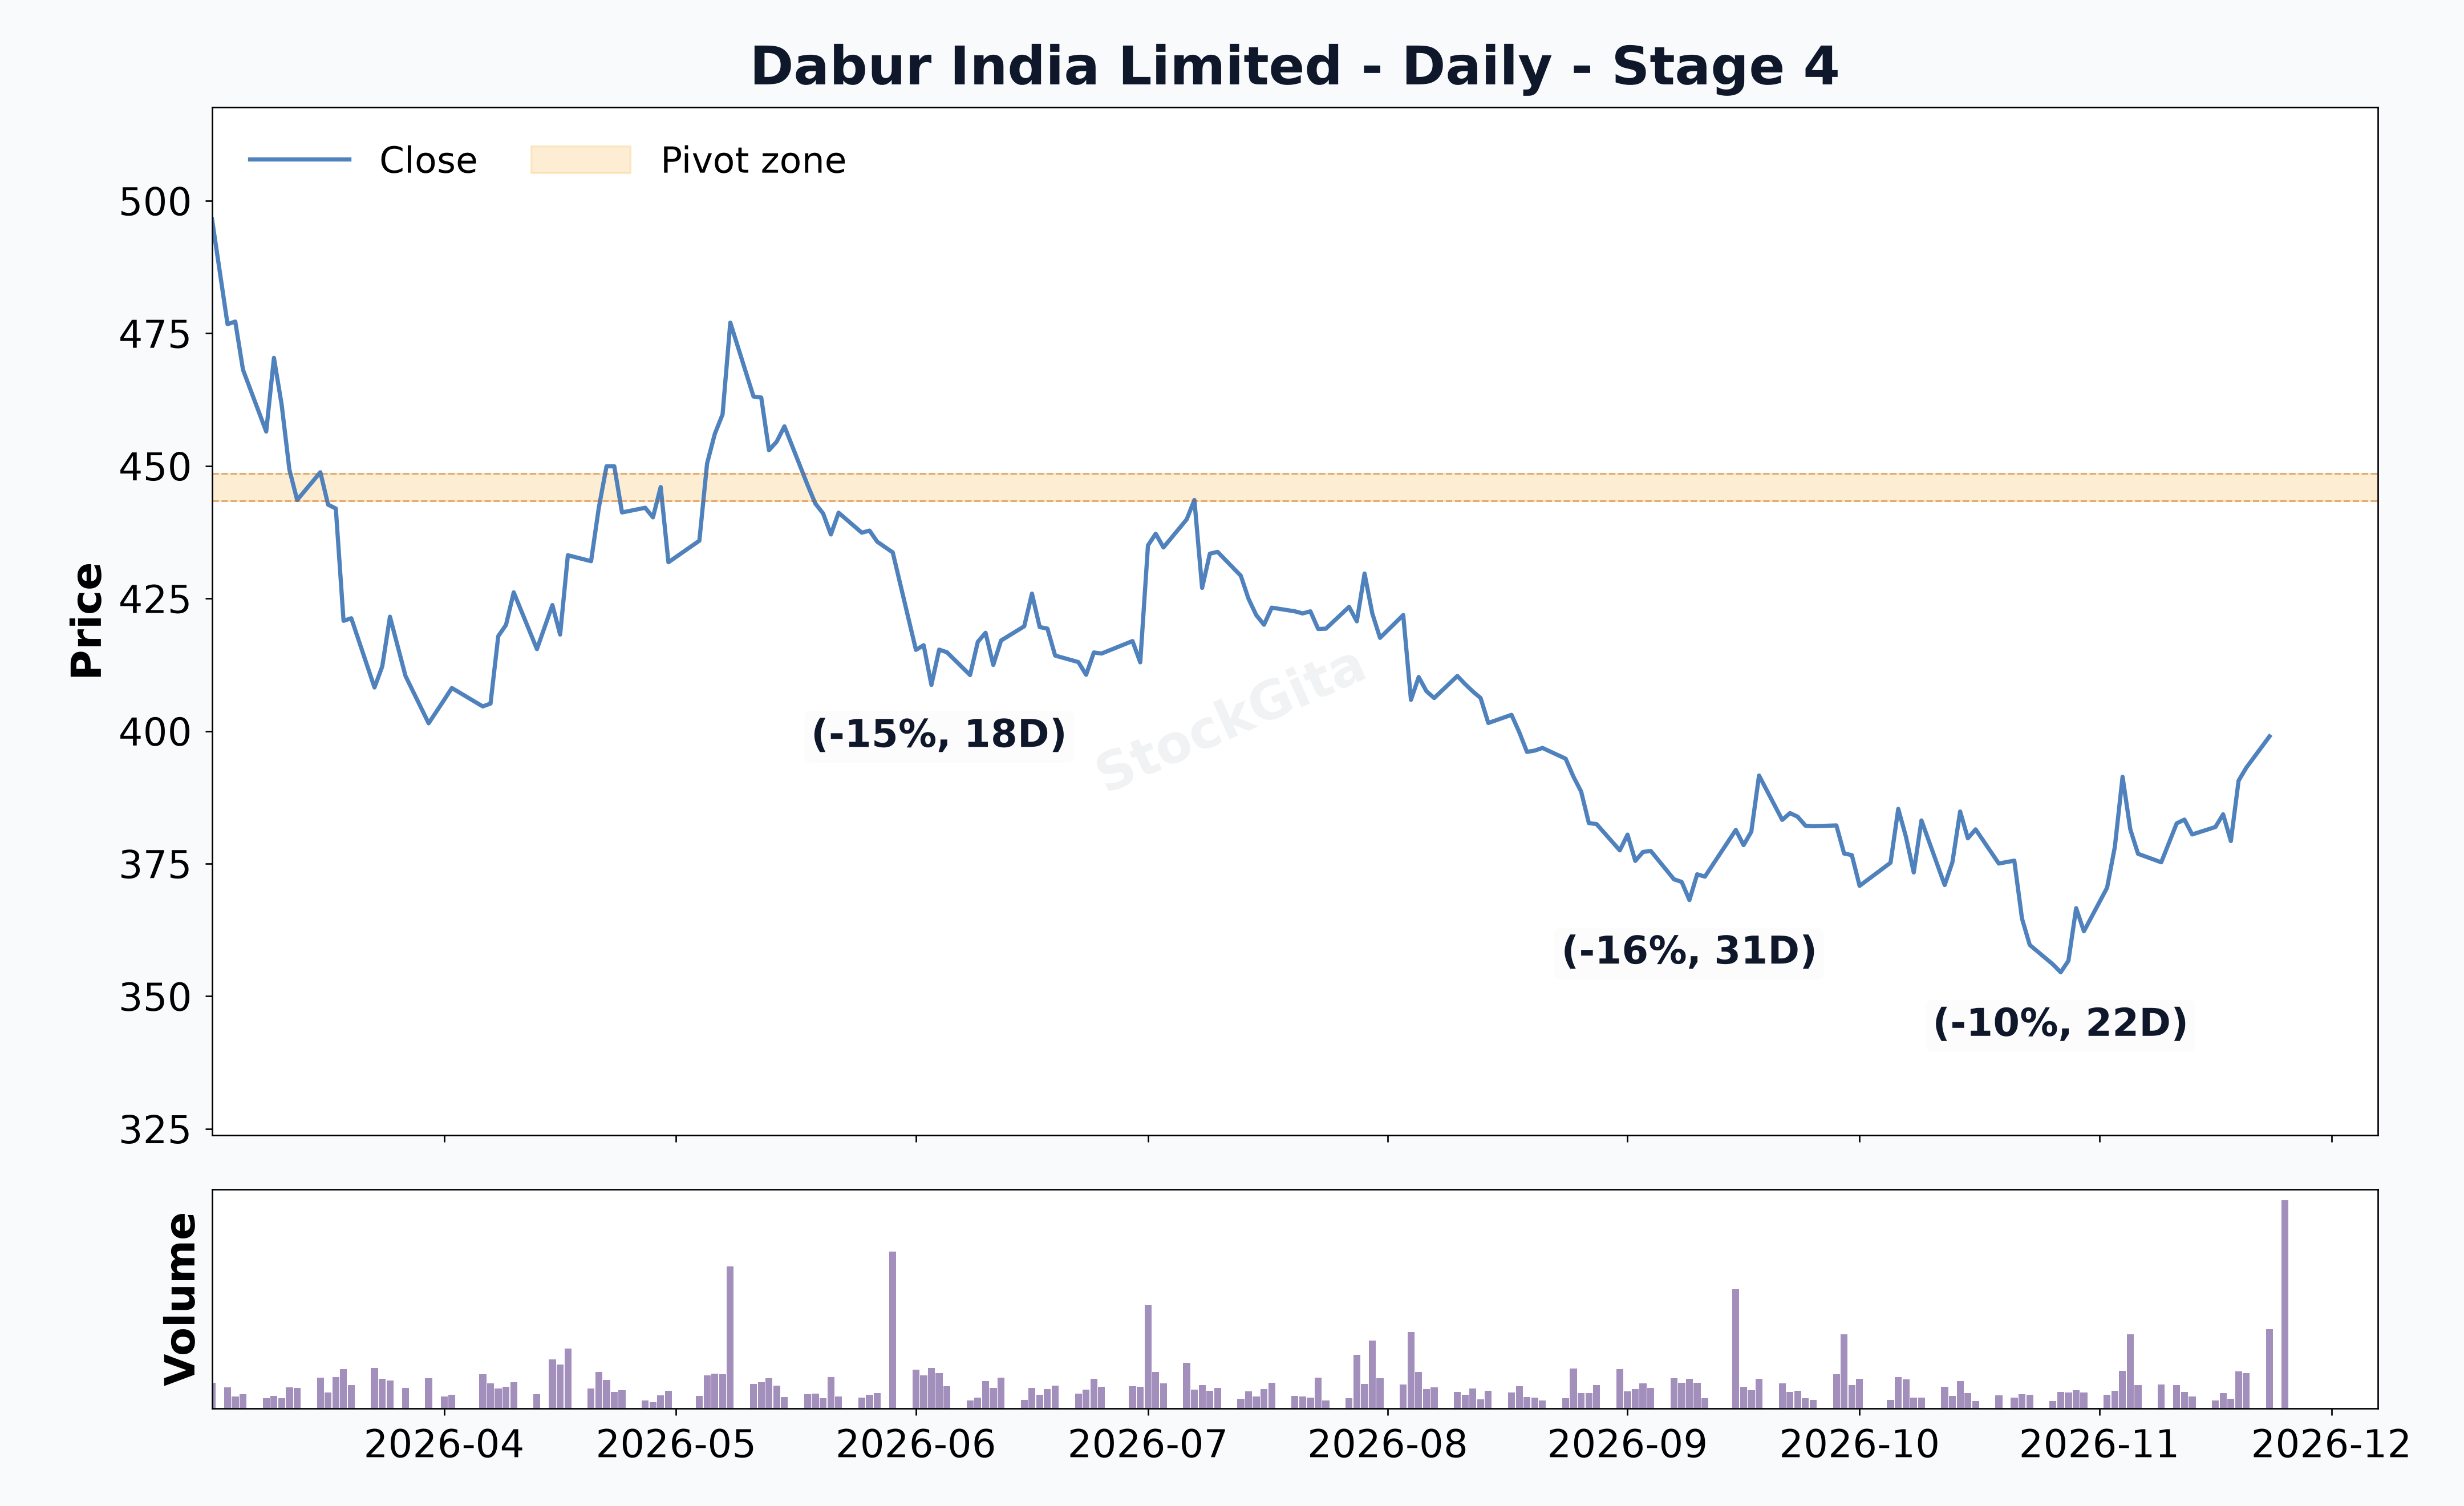 Dabur India Limited - Daily - Stage 4
Close
Pivot zone
500
475
450
425
400
375
350
325
Price
(-15%, 18D)
StockGita
(-16%, 31D)
(-10%, 22D)
Volume
2026-04
2026-05
2026-06
2026-07
2026-08
2026-09
2026-10
2026-11
2026-12